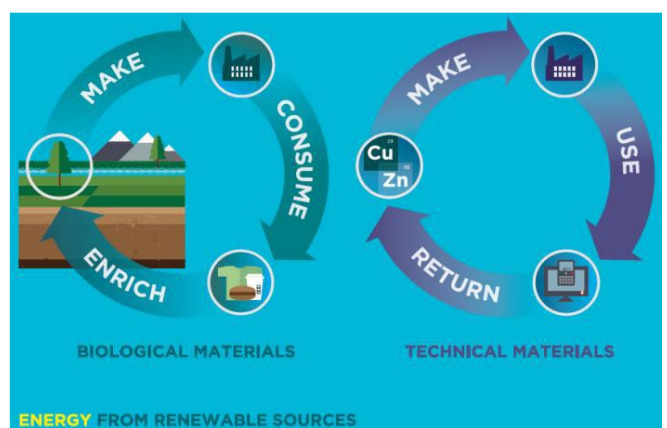 MAKE
CONSUME
ENRICH
BIOLOGICAL MATERIALS
MAKE
USE
RETURN
Cu
Zn
TECHNICAL MATERIALS
ENERGY FROM RENEWABLE SOURCES